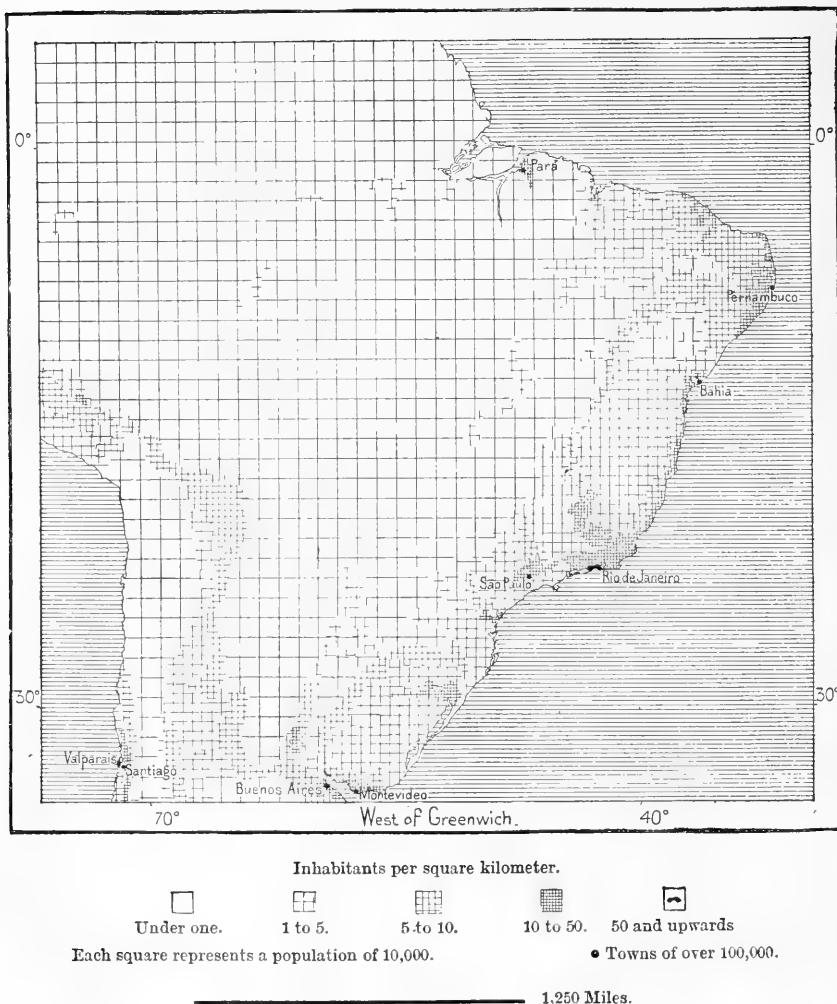 0°
0°
Pará
Pernambuco
Bahia
São Paulo
Rio de Janeiro
30°
30°
Valparaiso
Santiago
Buenos Aires
Montevideo
70°
West of Greenwich.
40°
Inhabitants per square kilometer.
Under one. 1 to 5. 5 to 10. 10 to 50. 50 and upwards
Each square represents a population of 10,000. Towns of over 100,000.
1,250 Miles.